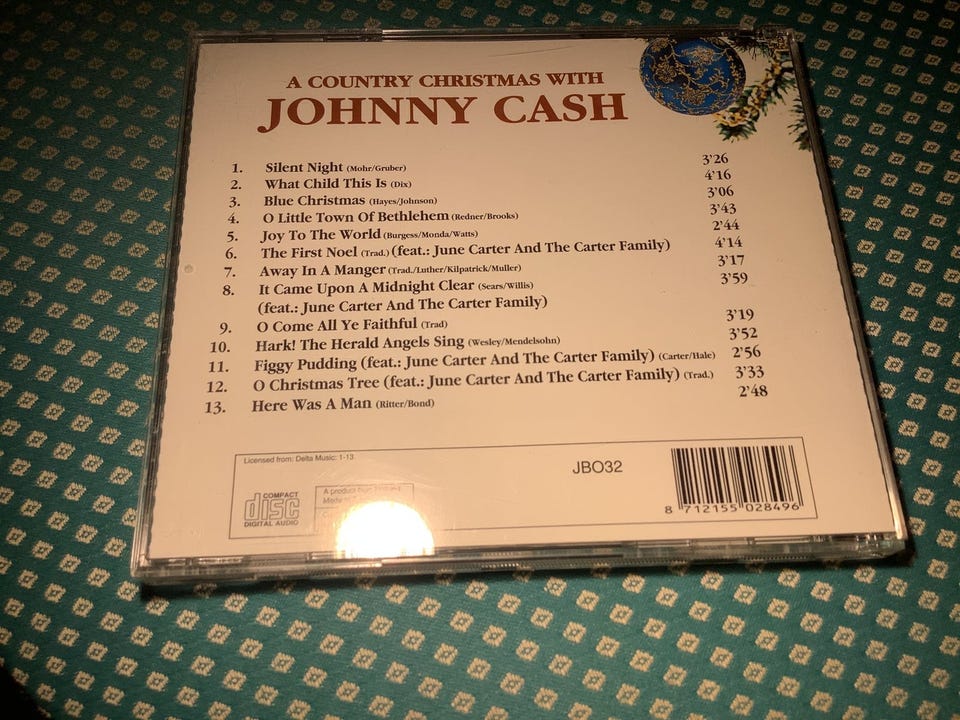 A COUNTRY CHRISTMAS WITH
JOHNNY CASH
1. Silent Night (Mohr/Gruber) 3'26
2. What Child This Is (Dix) 4'16
3. Blue Christmas (Hayes/Johnson) 3'06
4. O Little Town Of Bethlehem (Redner/Brooks) 3'43
5. Joy To The World (Burgess/Monda/Watts) 2'44
6. The First Noel (Trad.) (feat.: June Carter And The Carter Family) 4'14
7. Away In A Manger (Trad./Luther/Kilpatrick/Muller) 3'17
8. It Came Upon A Midnight Clear (Sears/Willis) 3'59
(feat.: June Carter And The Carter Family)
9. O Come All Ye Faithful (Trad) 3'19
10. Hark! The Herald Angels Sing (Wesley/Mendelsohn) 3'52
11. Figgy Pudding (feat.: June Carter And The Carter Family) (Carter/Hale) 2'56
12. O Christmas Tree (feat.: June Carter And The Carter Family) (Trad.) 3'33
13. Here Was A Man (Ritter/Bond) 2'48
Licensed from: Delta Music: 1-13
JBO32
COMPACT
disc
DIGITAL AUDIO
A product
8 712155 028496